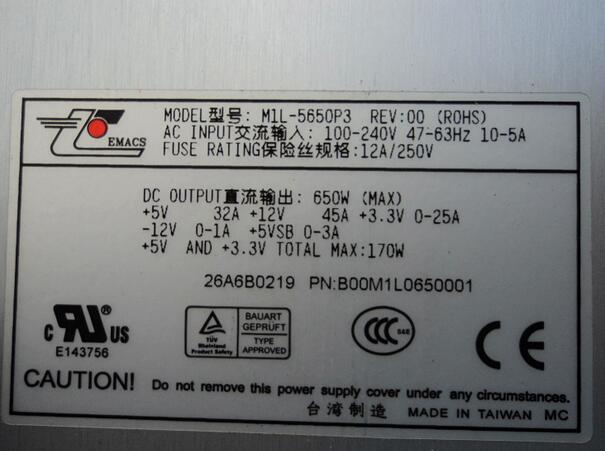 EMACS
MODEL型号: M1L-5650P3 REV:00 (ROHS)
AC INPUT交流输入: 100-240V 47-63Hz 10-5A
FUSE RATING保险丝规格:12A/250V
DC OUTPUT直流输出: 650W (MAX)
+5V 32A +12V 45A +3.3V 0-25A
-12V 0-1A +5VSB 0-3A
+5V AND +3.3V TOTAL MAX:170W
26A6B0219 PN:B00M1L0650001
c RU US
E143756
TÜV
Rheinland
Product Safety
BAUART
GEPRÜFT
TYPE
APPROVED
CCC S&E
CE
CAUTION! Do not remove this power supply cover under any circumstances.
台湾制造 MADE IN TAIWAN MC